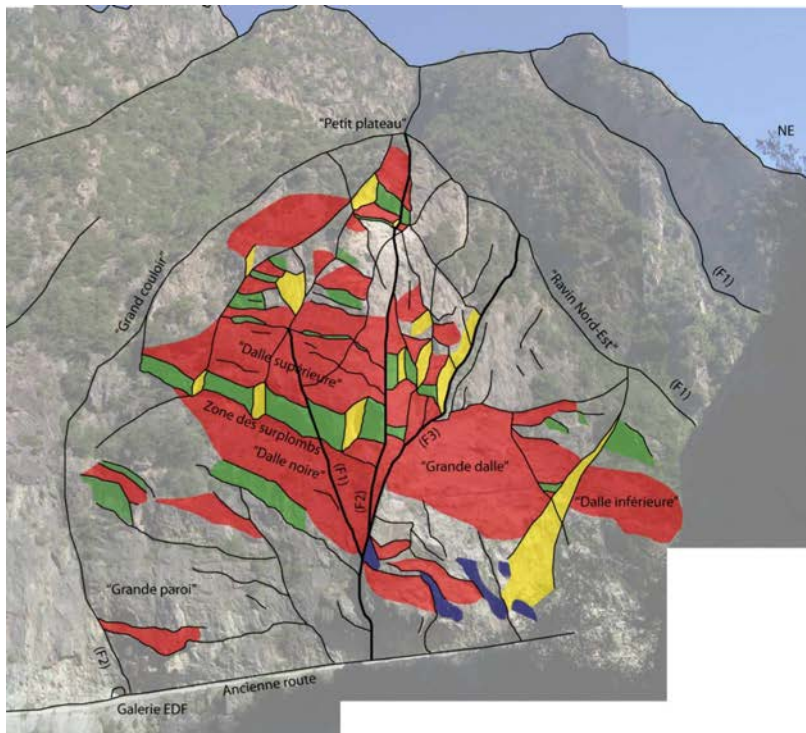 "Petit plateau"
NE
"Grand couloir"
"Ravin Nord-Est"
(F1)
(F1)
"Dalle supérieure"
Zone des surplombs
"Dalle noire"
(F1)
(F2)
(F3)
"Grande dalle"
"Dalle inférieure"
"Grande paroi"
(F2)
Ancienne route
Galerie EDF